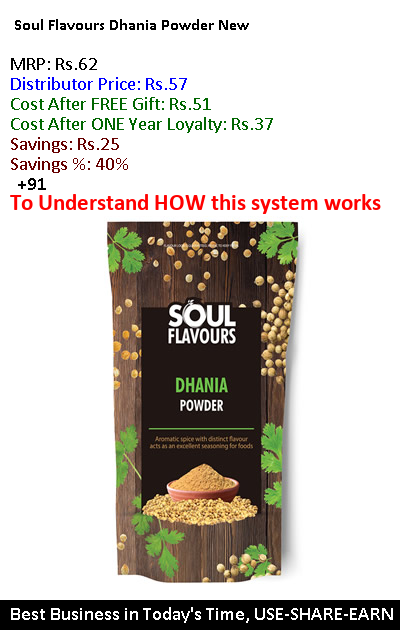 Soul Flavours Dhania Powder New
MRP: Rs.62
Distributor Price: Rs.57
Cost After FREE Gift: Rs.51
Cost After ONE Year Loyalty: Rs.37
Savings: Rs.25
Savings %: 40%
+91
To Understand HOW this system works
SOUL
FLAVOURS
DHANIA
POWDER
Aromatic spice with distinct flavour
acts as an excellent seasoning for foods
Best Business in Today's Time, USE-SHARE-EARN